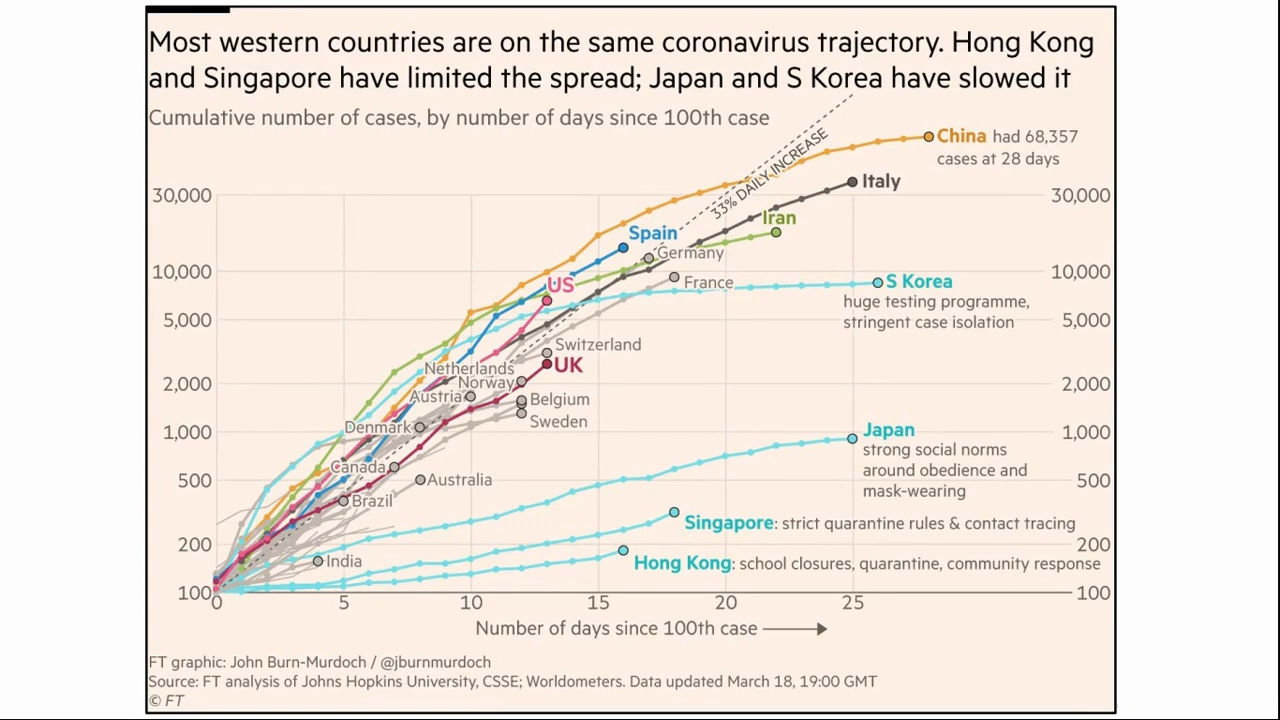 Most western countries are on the same coronavirus trajectory. Hong Kong
and Singapore have limited the spread; Japan and S Korea have slowed it
Cumulative number of cases, by number of days since 100th case
33% DAILY INCREASE
China had 68,357
cases at 28 days
Italy
30,000
30,000
Iran
Spain
Germany
10,000
10,000
US
France
S Korea
huge testing programme,
stringent case isolation
5,000
5,000
Switzerland
UK
Netherlands
Norway
2,000
2,000
Austria
Belgium
Sweden
Denmark
1,000
1,000
Japan
strong social norms
around obedience and
mask-wearing
Canada
500
500
Australia
Brazil
Singapore: strict quarantine rules & contact tracing
200
200
India
Hong Kong: school closures, quarantine, community response
100
100
0 5 10 15 20 25
Number of days since 100th case
FT graphic: John Burn-Murdoch / @jburnmurdoch
Source: FT analysis of Johns Hopkins University, CSSE; Worldometers. Data updated March 18, 19:00 GMT
© FT